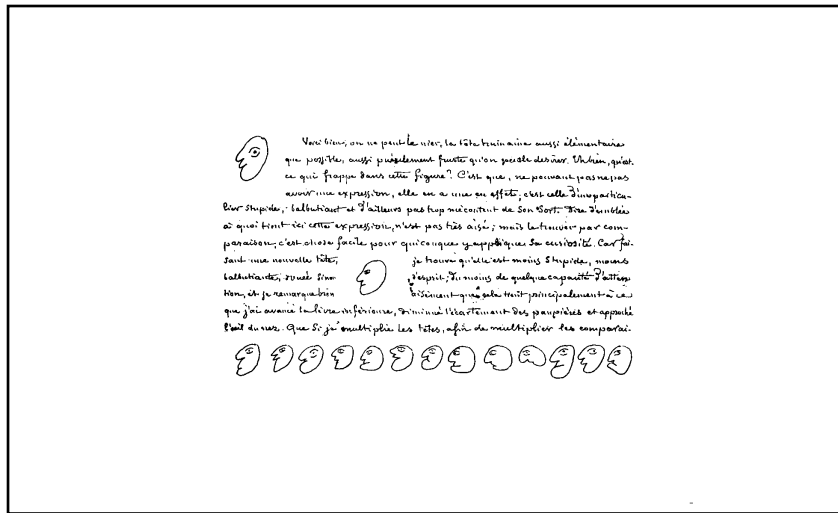 Voici bien, on ne peut le nier, la tête humaine aussi élémentaire
que possible, aussi puérilement fruste qu'on puisse le désirer. Eh bien, qu'est
ce qui frappe dans cette figure? C'est que, ne pouvant pas ne pas
avoir une expression, elle en a une en effet; c'est celle d'un particu-
lier stupide, balbutiant et d'ailleurs pas trop mécontent de son sort. Dire d'emblée
à quoi tient ici cette expression, n'est pas très aisé; mais le trouver par com-
paraison, c'est chose facile pour quiconque y applique sa curiosité. Car fai-
sant une nouvelle tête, je trouve qu'elle est moins stupide, moins
balbutiante, douée sinon d'esprit, du moins de quelque capacité d'atten-
tion, et je remarque bien aisément que cela tient principalement à ce
que j'ai avancé la lèvre inférieure, diminué l'écartement des paupières et approché
l'œil du nez. Que si je multiplie les têtes, afin de multiplier les comparai-